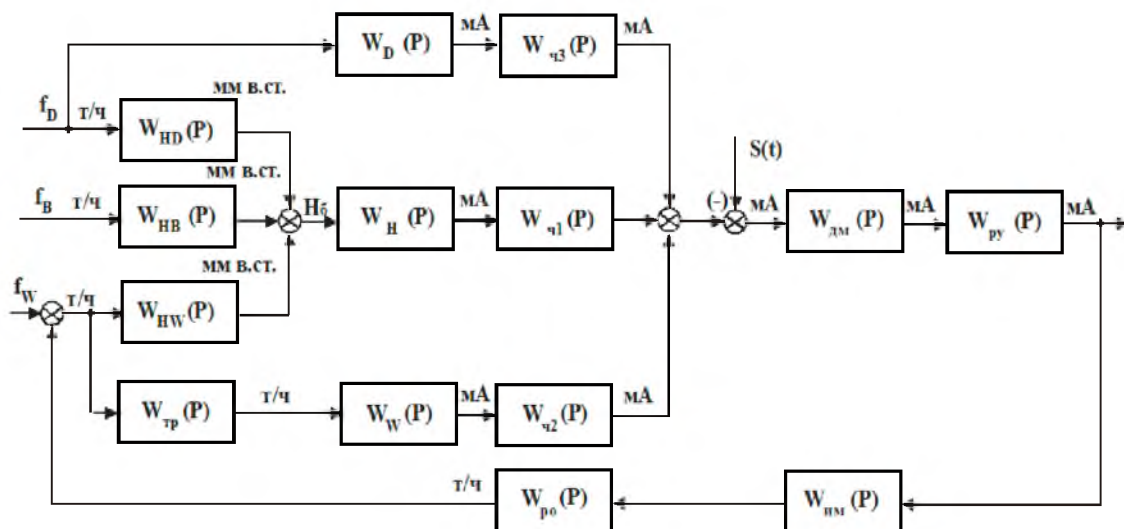 W_D (P)
мА
W_ч3 (P)
мА
f_D
т/ч
W_HD (P)
мм в.ст.
S(t)
f_B
т/ч
W_HB (P)
мм в.ст.
Нб
W_H (P)
мА
W_ч1 (P)
(-)
мА
W_дм (P)
мА
W_ру (P)
мА
f_W
т/ч
W_HW (P)
мм в.ст.
W_тр (P)
т/ч
W_W (P)
мА
W_ч2 (P)
мА
т/ч
W_ро (P)
W_им (P)